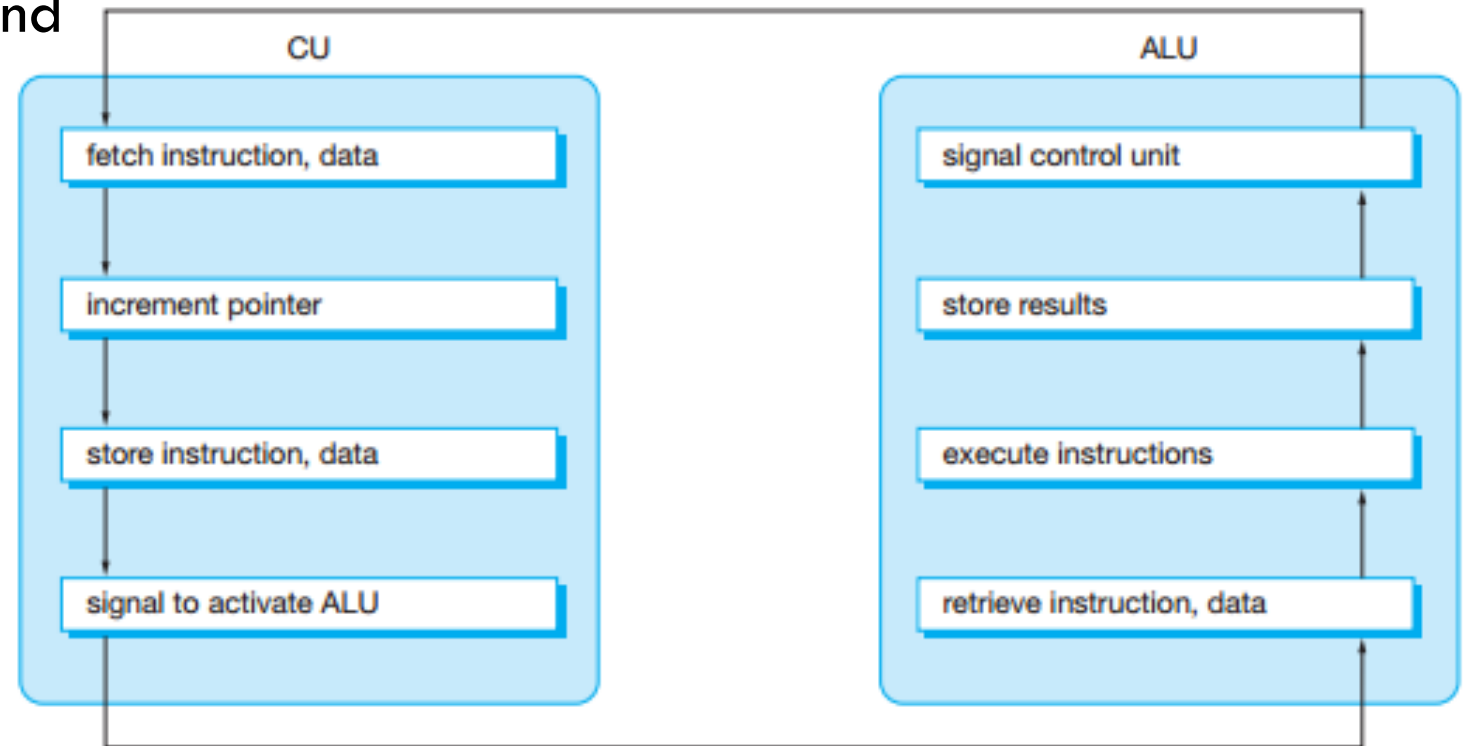 nd
CU
fetch instruction, data
increment pointer
store instruction, data
signal to activate ALU
ALU
signal control unit
store results
execute instructions
retrieve instruction, data